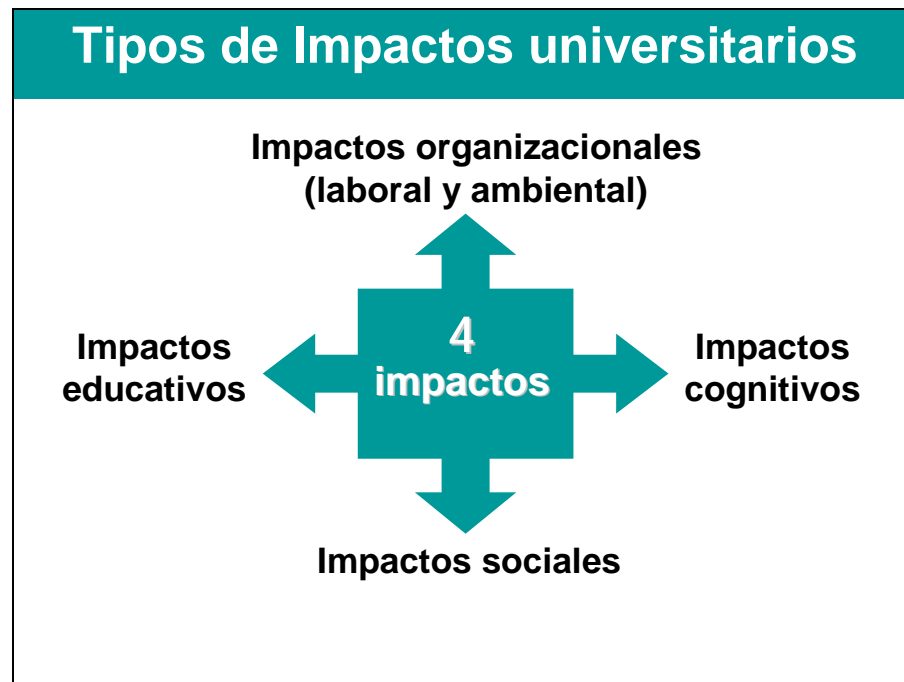 Tipos de Impactos universitarios
Impactos organizacionales
(laboral y ambiental)
Impactos
educativos
4
impactos
Impactos
cognitivos
Impactos sociales